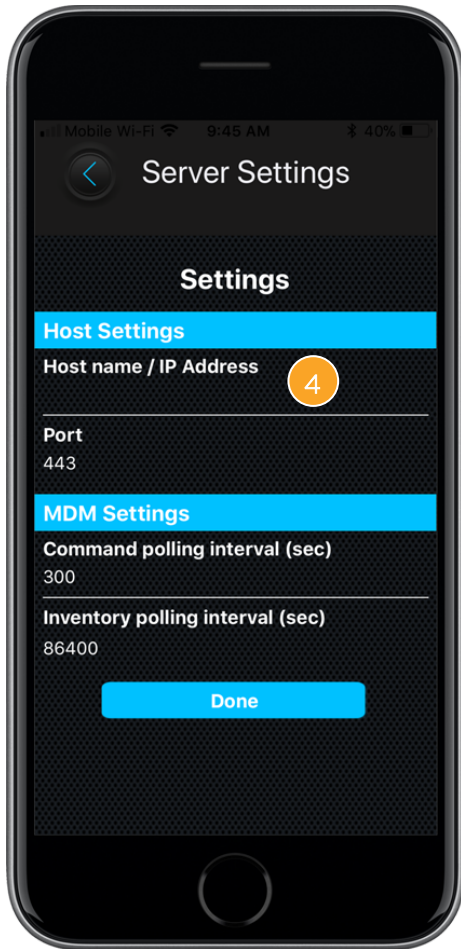 Mobile Wi-Fi 9:45 AM 40%
Server Settings
Settings
Host Settings
Host name / IP Address
4
Port
443
MDM Settings
Command polling interval (sec)
300
Inventory polling interval (sec)
86400
Done